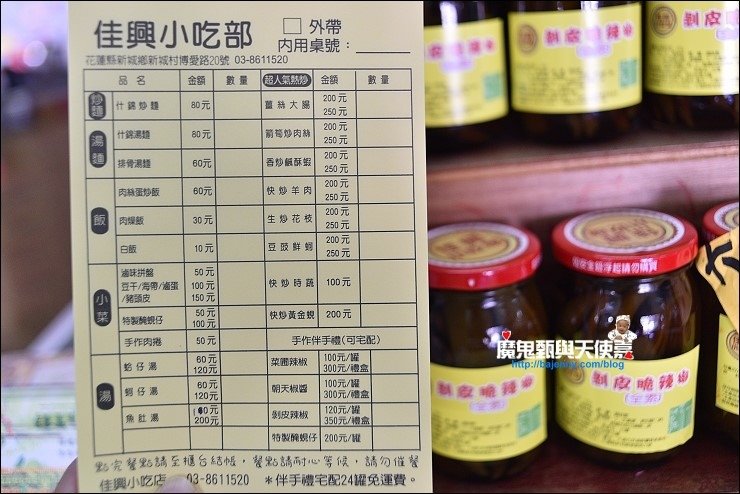 佳興小吃部
□外帶
內用桌號：
花蓮縣新城鄉新城村博愛路20號 03-8611520
品名 金額 數量 超人氣熱炒 金額 數量
炒麵 什錦炒麵 80元 薑絲大腸 200元 250元
湯麵 什錦湯麵 80元 箭筍炒肉絲 200元 250元
排骨湯麵 60元 香炒鹹酥蝦 200元 250元
飯 肉絲蛋炒飯 60元 快炒羊肉 200元 250元
肉燥飯 30元 生炒花枝 200元 250元
白飯 10元 豆豉鮮蚵 200元 250元
小菜 滷味拼盤 50元 快炒時蔬 100元
豆干/海帶/滷蛋 100元
/豬頭皮 150元
特製醃蜆仔 50元 100元 快炒黃金蜆 200元
手作肉捲 50元 手作伴手禮(可宅配)
湯 蛤仔湯 60元 120元 菜圃辣椒 100元/罐 300元/禮盒
蚵仔湯 60元 120元 朝天椒醬 100元/罐 300元/禮盒
魚肚湯 200元 剝皮辣椒 120元/罐 350元/禮盒
特製醃蜆仔 200元/罐
點完餐點請至櫃台結帳，餐點請耐心等候，請勿催餐
佳興小吃店 03-8611520 *伴手禮宅配24罐免運費。
剝皮脆辣椒
剝皮脆辣椒
(全素)
剝皮脆辣椒
(全素)
魔鬼甄與天使嘉
http://bajenny.com/blog